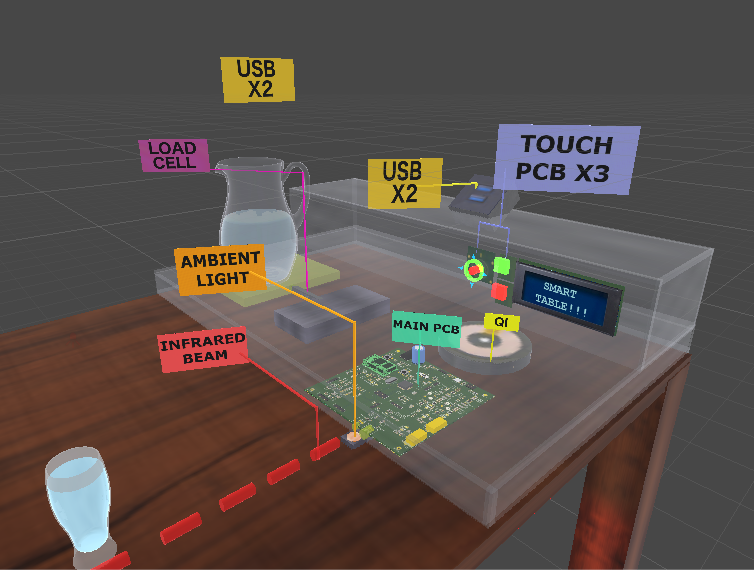 USB
X2
LOAD
CELL
USB
X2
TOUCH
PCB X3
AMBIENT
LIGHT
SMART
TABLE!!!
MAIN PCB
QI
INFRARED
BEAM